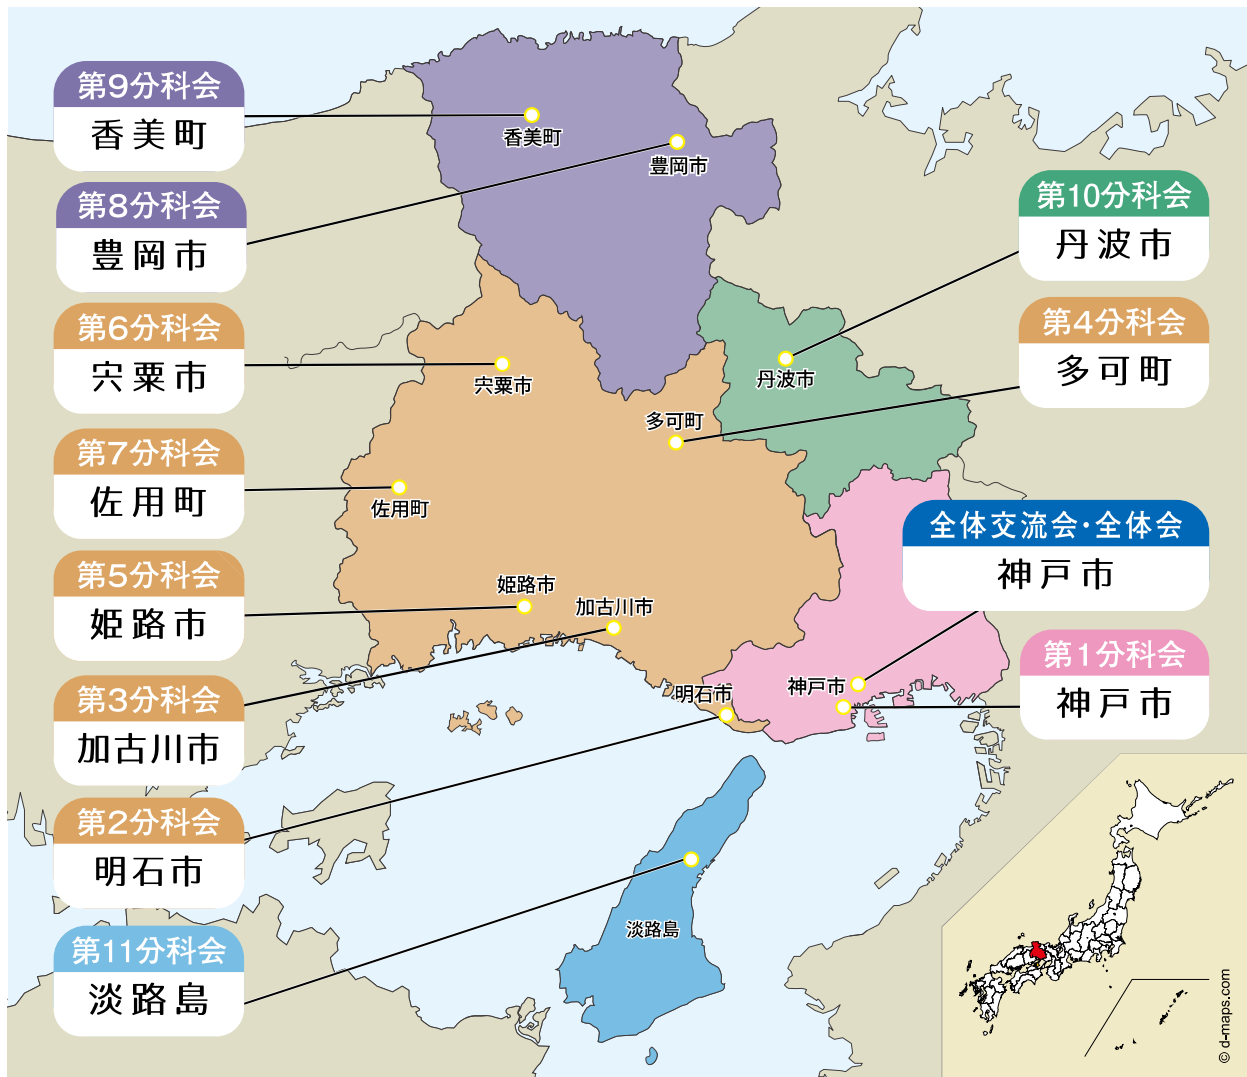 第9分科会
香美町
第8分科会
豊岡市
第6分科会
宍粟市
第7分科会
佐用町
第5分科会
姫路市
第3分科会
加古川市
第2分科会
明石市
第11分科会
淡路島
香美町
豊岡市
宍粟市
多可町
丹波市
佐用町
姫路市
加古川市
明石市
神戸市
淡路島
第10分科会
丹波市
第4分科会
多可町
全体交流会・全体会
神戸市
第1分科会
神戸市
© d-maps.com